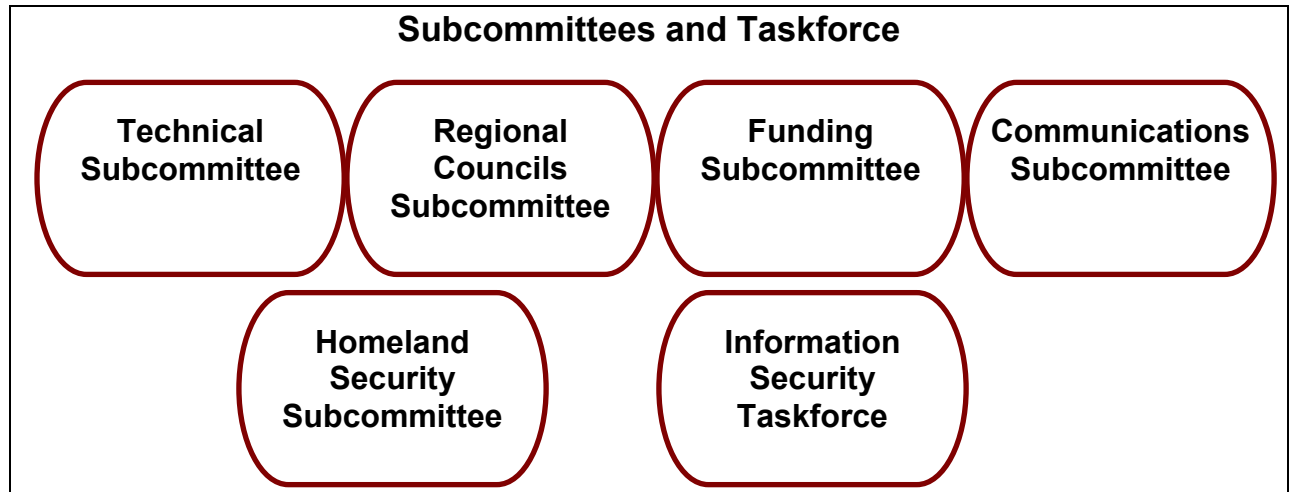 Subcommittees and Taskforce
Technical
Subcommittee
Regional
Councils
Subcommittee
Funding
Subcommittee
Communications
Subcommittee
Homeland
Security
Subcommittee
Information
Security
Taskforce